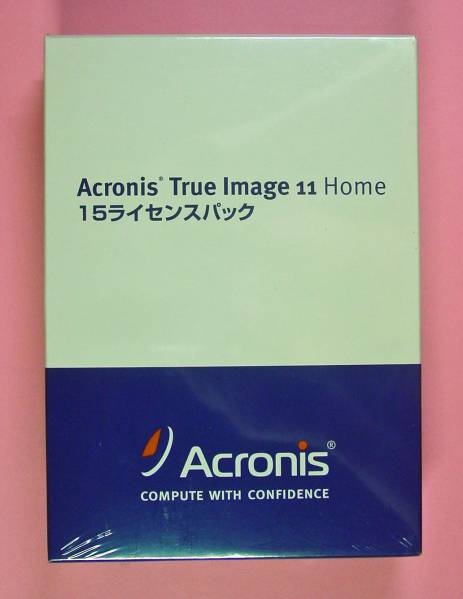 Acronis® True Image 11 Home
15ライセンスパック
Acronis®
COMPUTE WITH CONFIDENCE